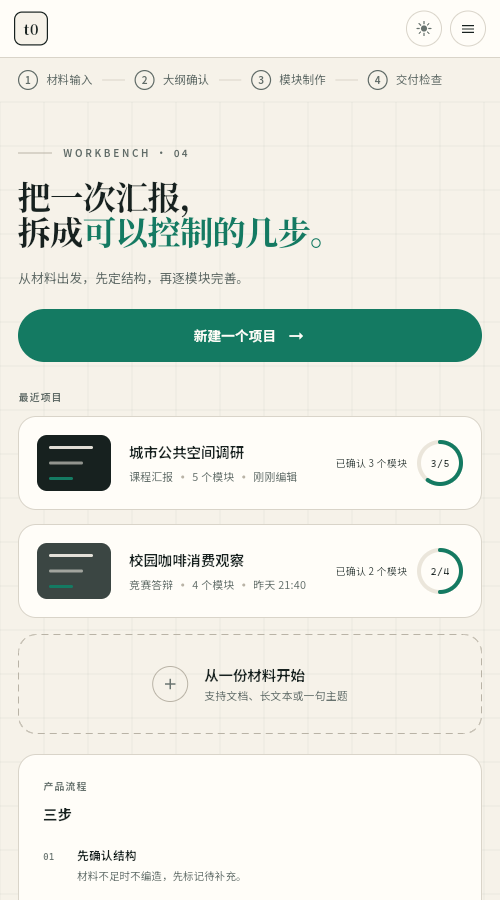 t0
1 材料输入 2 大纲确认 3 模块制作 4 交付检查
WORKBENCH • 04
把一次汇报，
拆成可以控制的几步。
从材料出发，先定结构，再逐模块完善。
新建一个项目 →
最近项目
城市公共空间调研
课程汇报 • 5 个模块 • 刚刚编辑
已确认 3 个模块
3/5
校园咖啡消费观察
竞赛答辩 • 4 个模块 • 昨天 21:40
已确认 2 个模块
2/4
从一份材料开始
支持文档、长文本或一句主题
产品流程
三步
01 先确认结构
材料不足时不编造，先标记待补充。